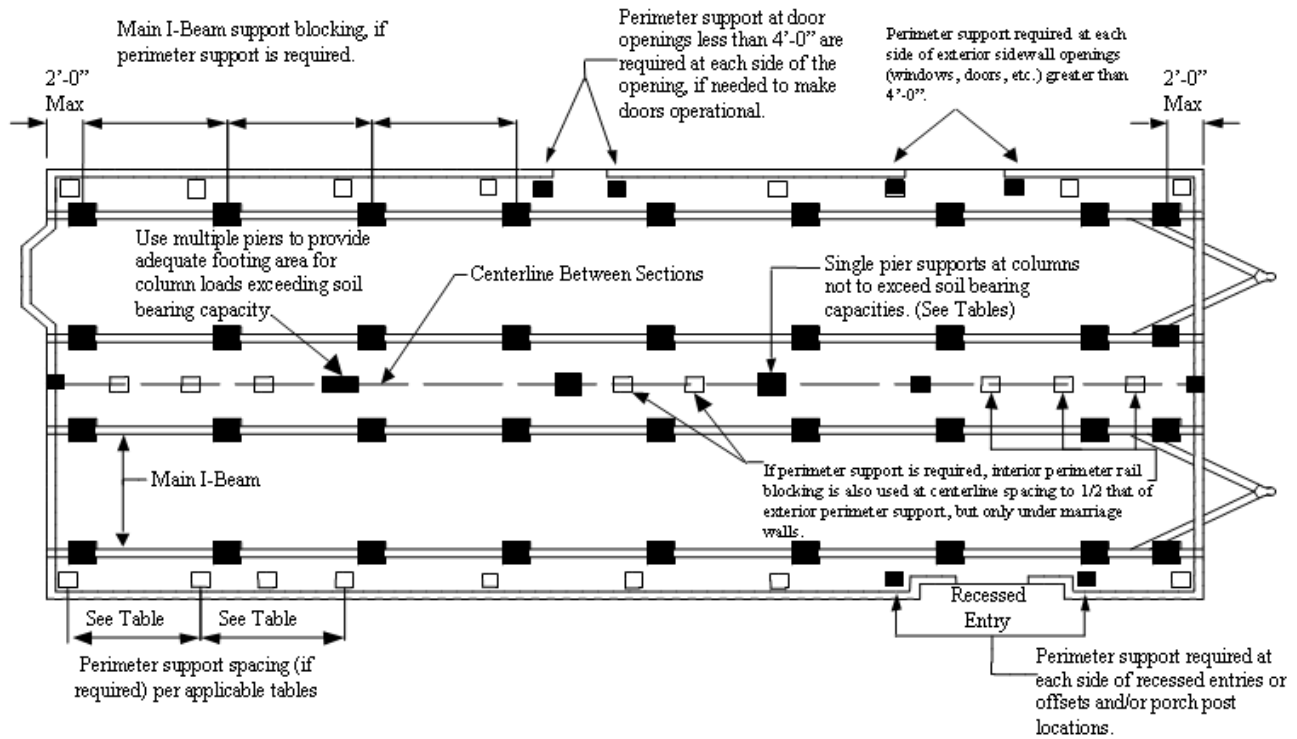 Main I-Beam support blocking, if
perimeter support is required.
2’-0”
Max
Perimeter support at door
openings less than 4’-0” are
required at each side of the
opening, if needed to make
doors operational.
Perimeter support required at each
side of exterior sidewall openings
(windows, doors, etc.) greater than
4’-0”.
2’-0”
Max
Use multiple piers to provide
adequate footing area for
column loads exceeding soil
bearing capacity
Centerline Between Sections
Single pier supports at columns
not to exceed soil bearing
capacities. (See Tables)
Main I-Beam
If perimeter support is required, interior perimeter rail
blocking is also used at centerline spacing to 1/2 that of
exterior perimeter support, but only under marriage
walls.
See Table
See Table
Perimeter support spacing (if
required) per applicable tables
Recessed
Entry
Perimeter support required at
each side of recessed entries or
offsets and/or porch post
locations.